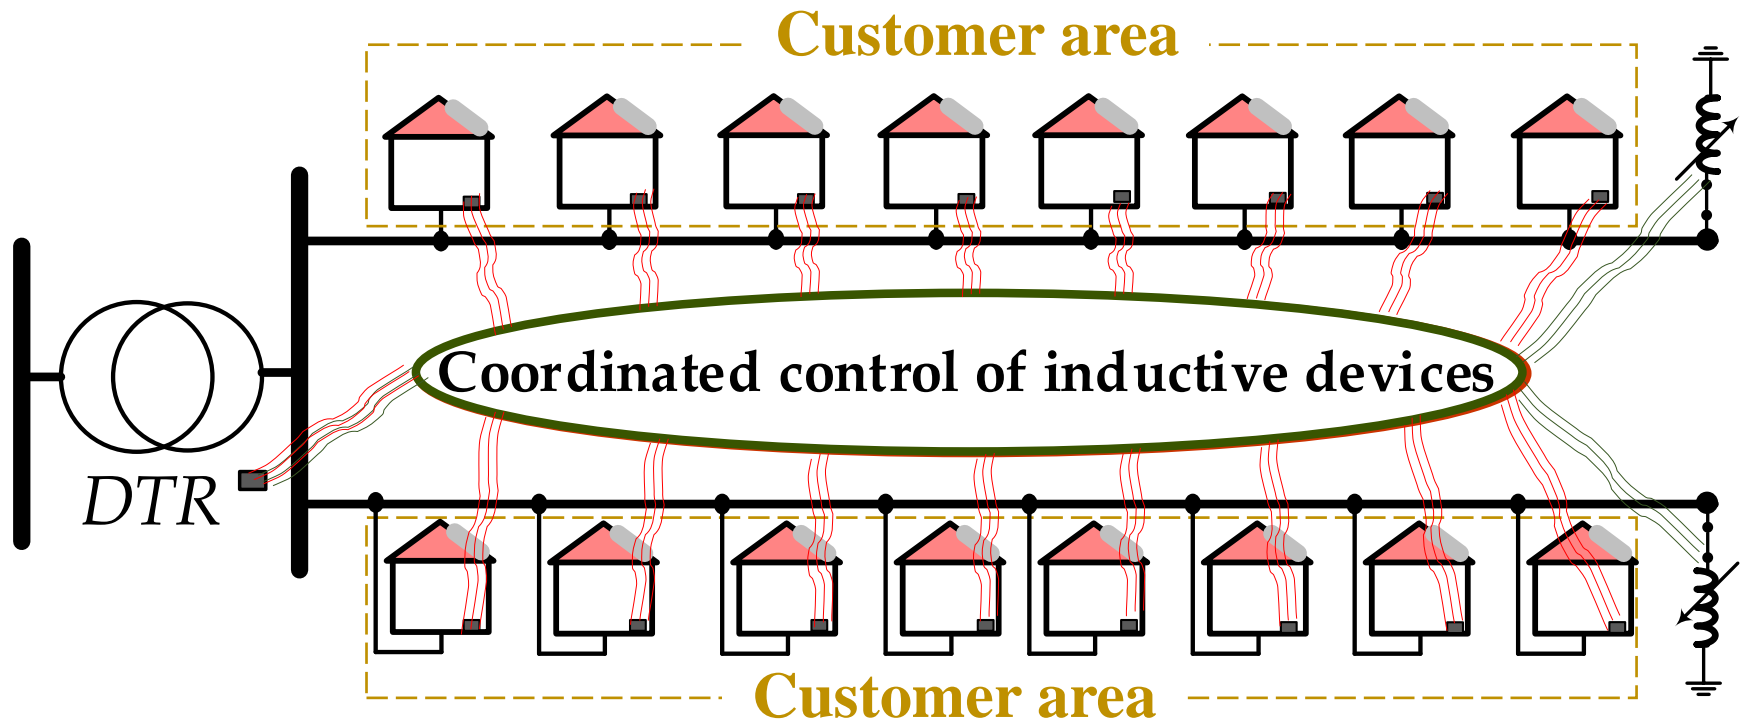 Customer area
Coordinated control of inductive devices
DTR
Customer area